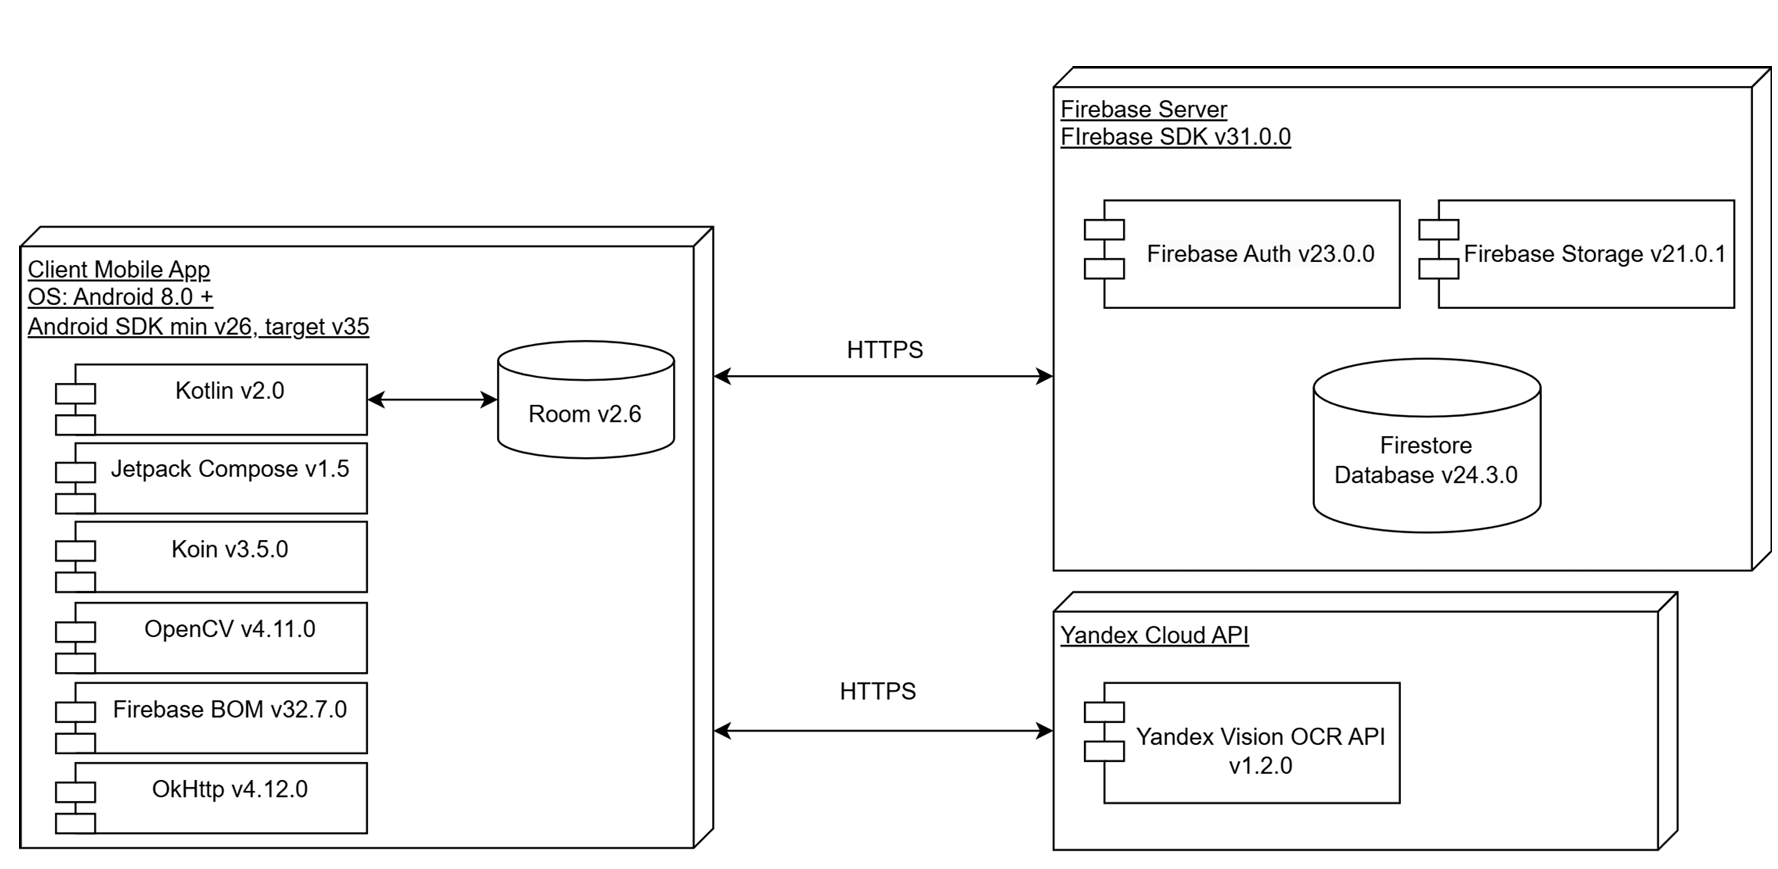 Client Mobile App
OS: Android 8.0 +
Android SDK min v26, target v35
Kotlin v2.0
Room v2.6
Jetpack Compose v1.5
Koin v3.5.0
OpenCV v4.11.0
Firebase BOM v32.7.0
OkHttp v4.12.0
HTTPS
HTTPS
Firebase Server
FIrebase SDK v31.0.0
Firebase Auth v23.0.0
Firebase Storage v21.0.1
Firestore
Database v24.3.0
Yandex Cloud API
Yandex Vision OCR API
v1.2.0